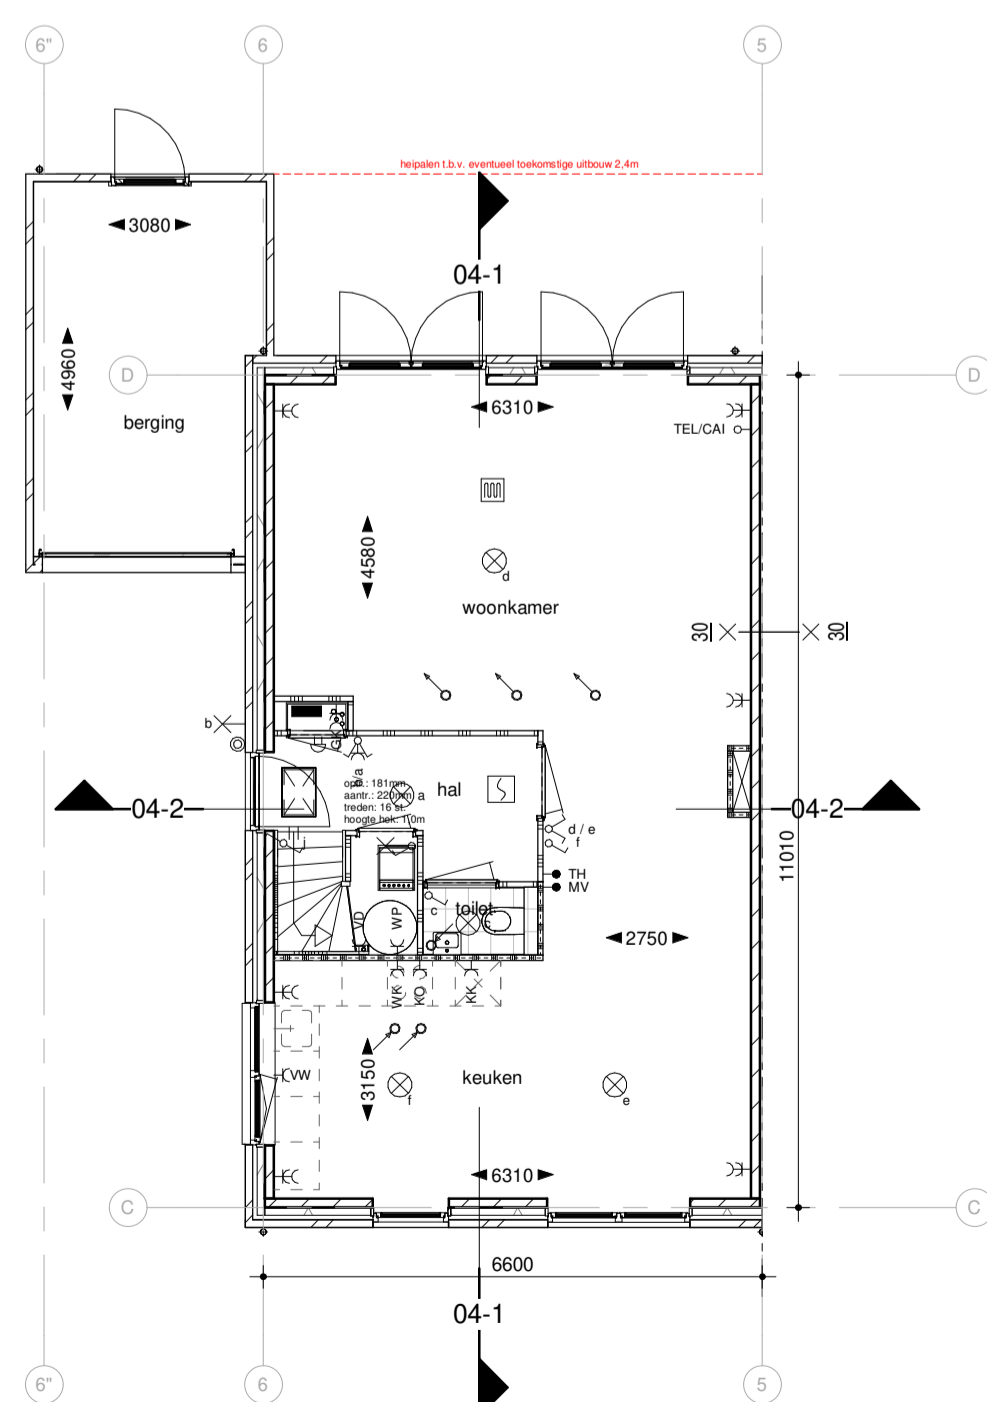 6"
6
5
heipalen t.b.v. eventueel toekomstige uitbouw 2,4m
3080
04-1
D
D
4960
6310
berging
TEL/CAI
4580
d
woonkamer
30
30
b
GK
b/a
hal
optr.: 181mm
aantr.: 220mm
treden: 16 st.
hoogte hek: 1,0m
a
04-2
04-2
d / e
f
11010
TH
MV
c
toilet
c
VD
WP
2750
WK
KO
KK
VW
3150
keuken
f
e
6310
C
C
6600
04-1
6"
6
5